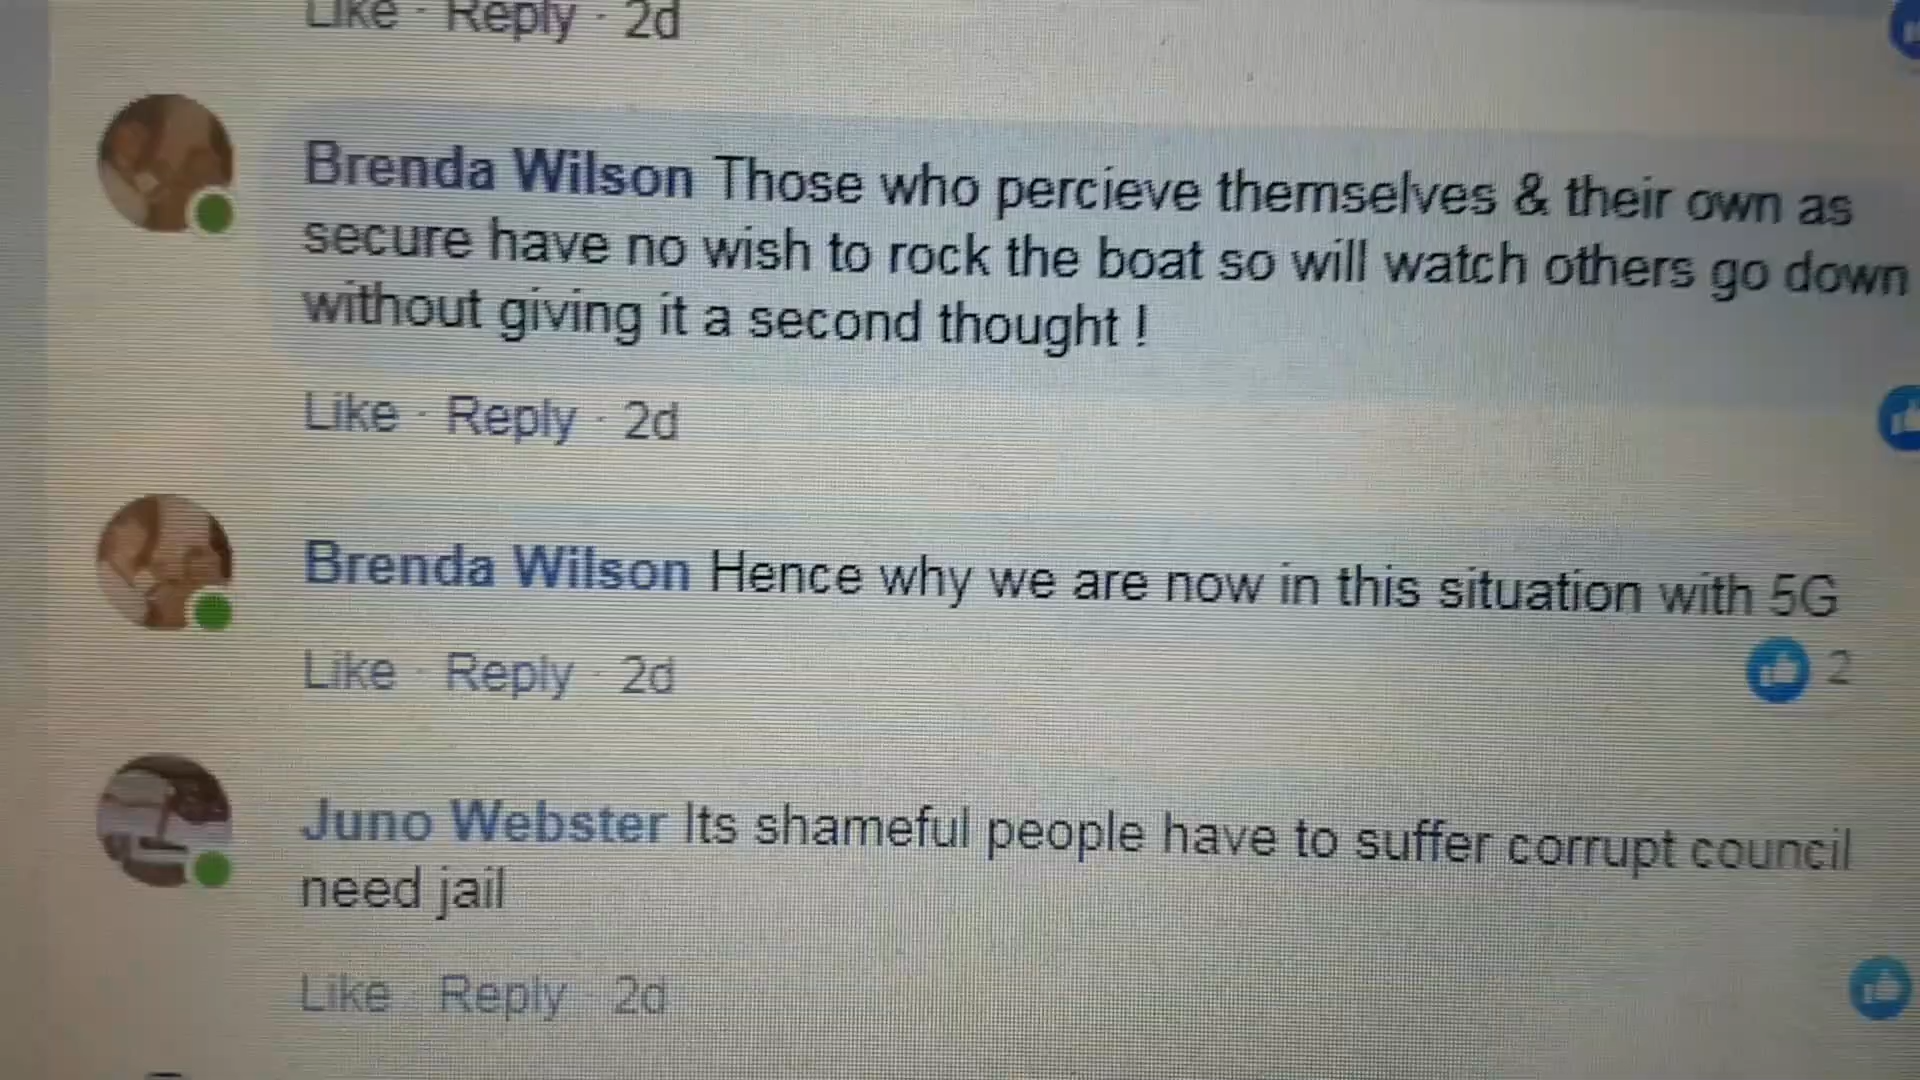 Like · Reply · 2d
Brenda Wilson Those who percieve themselves & their own as
secure have no wish to rock the boat so will watch others go down
without giving it a second thought !
Like · Reply · 2d
Brenda Wilson Hence why we are now in this situation with 5G
Like · Reply · 2d
2
Juno Webster Its shameful people have to suffer corrupt council
need jail
Like · Reply · 2d